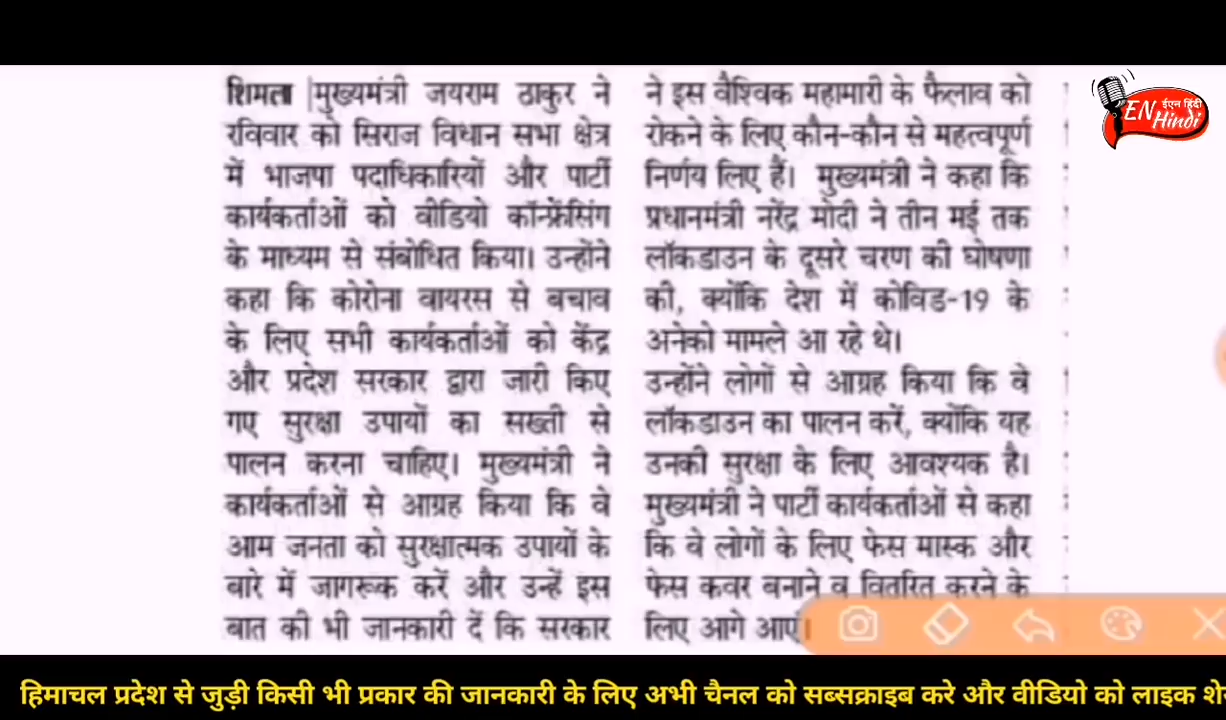 शिमला |मुख्यमंत्री जयराम ठाकुर ने
रविवार को सिराज विधान सभा क्षेत्र
में भाजपा पदाधिकारियों और पार्टी
कार्यकर्ताओं को वीडियो कॉन्फ्रेंसिंग
के माध्यम से संबोधित किया। उन्होंने
कहा कि कोरोना वायरस से बचाव
के लिए सभी कार्यकर्ताओं को केंद्र
और प्रदेश सरकार द्वारा जारी किए
गए सुरक्षा उपायों का सख्ती से
पालन करना चाहिए। मुख्यमंत्री ने
कार्यकर्ताओं से आग्रह किया कि वे
आम जनता को सुरक्षात्मक उपायों के
बारे में जागरूक करें और उन्हें इस
बात की भी जानकारी दें कि सरकार
ने इस वैश्विक महामारी के फैलाव को
रोकने के लिए कौन-कौन से महत्वपूर्ण
निर्णय लिए हैं। मुख्यमंत्री ने कहा कि
प्रधानमंत्री नरेंद्र मोदी ने तीन मई तक
लॉकडाउन के दूसरे चरण की घोषणा
की, क्योंकि देश में कोविड-19 के
अनेको मामले आ रहे थे।
उन्होंने लोगों से आग्रह किया कि वे
लॉकडाउन का पालन करें, क्योंकि यह
उनकी सुरक्षा के लिए आवश्यक है।
मुख्यमंत्री ने पार्टी कार्यकर्ताओं से कहा
कि वे लोगों के लिए फेस मास्क और
फेस कवर बनाने व वितरित करने के
लिए आगे आएं।
EN ईएन हिंदी
Hindi
हिमाचल प्रदेश से जुड़ी किसी भी प्रकार की जानकारी के लिए अभी चैनल को सब्सक्राइब करे और वीडियो को लाइक